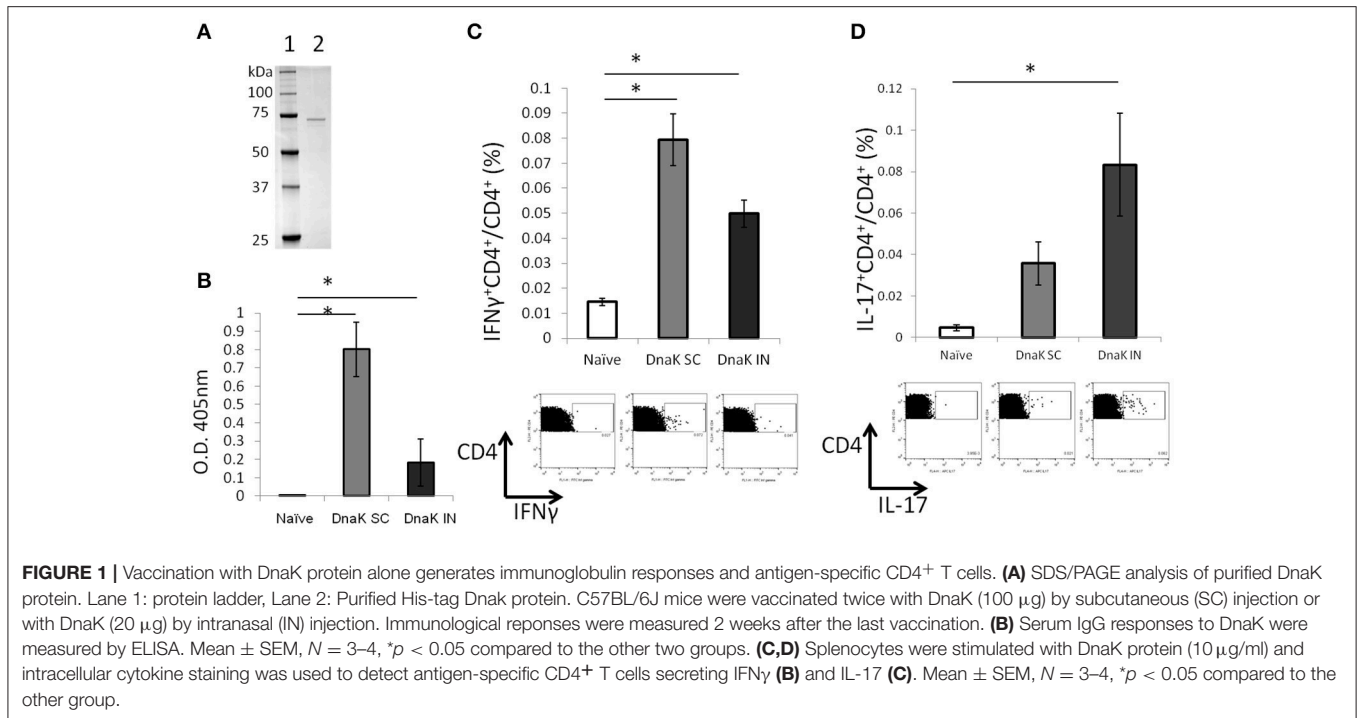 A
1 2
kDa
100
75
50
37
25
B
*
*
1
0.9
0.8
0.7
0.6
0.5
0.4
0.3
0.2
0.1
0
O.D. 405nm
Naïve DnaK SC DnaK IN
C
*
*
0.1
0.09
0.08
0.07
0.06
0.05
0.04
0.03
0.02
0.01
0
IFNγ⁺CD4⁺/CD4⁺ (%)
Naïve DnaK SC DnaK IN
CD4
IFNγ
D
*
0.12
0.1
0.08
0.06
0.04
0.02
0
IL-17⁺CD4⁺/CD4⁺ (%)
Naïve DnaK SC DnaK IN
CD4
IL-17
FIGURE 1 | Vaccination with DnaK protein alone generates immunoglobulin responses and antigen-specific CD4⁺ T cells. (A) SDS/PAGE analysis of purified DnaK
protein. Lane 1: protein ladder, Lane 2: Purified His-tag Dnak protein. C57BL/6J mice were vaccinated twice with DnaK (100 μg) by subcutaneous (SC) injection or
with DnaK (20 μg) by intranasal (IN) injection. Immunological reponses were measured 2 weeks after the last vaccination. (B) Serum IgG responses to DnaK were
measured by ELISA. Mean ± SEM, N = 3–4, *p < 0.05 compared to the other two groups. (C,D) Splenocytes were stimulated with DnaK protein (10 μg/ml) and
intracellular cytokine staining was used to detect antigen-specific CD4⁺ T cells secreting IFNγ (B) and IL-17 (C). Mean ± SEM, N = 3–4, *p < 0.05 compared to the
other group.